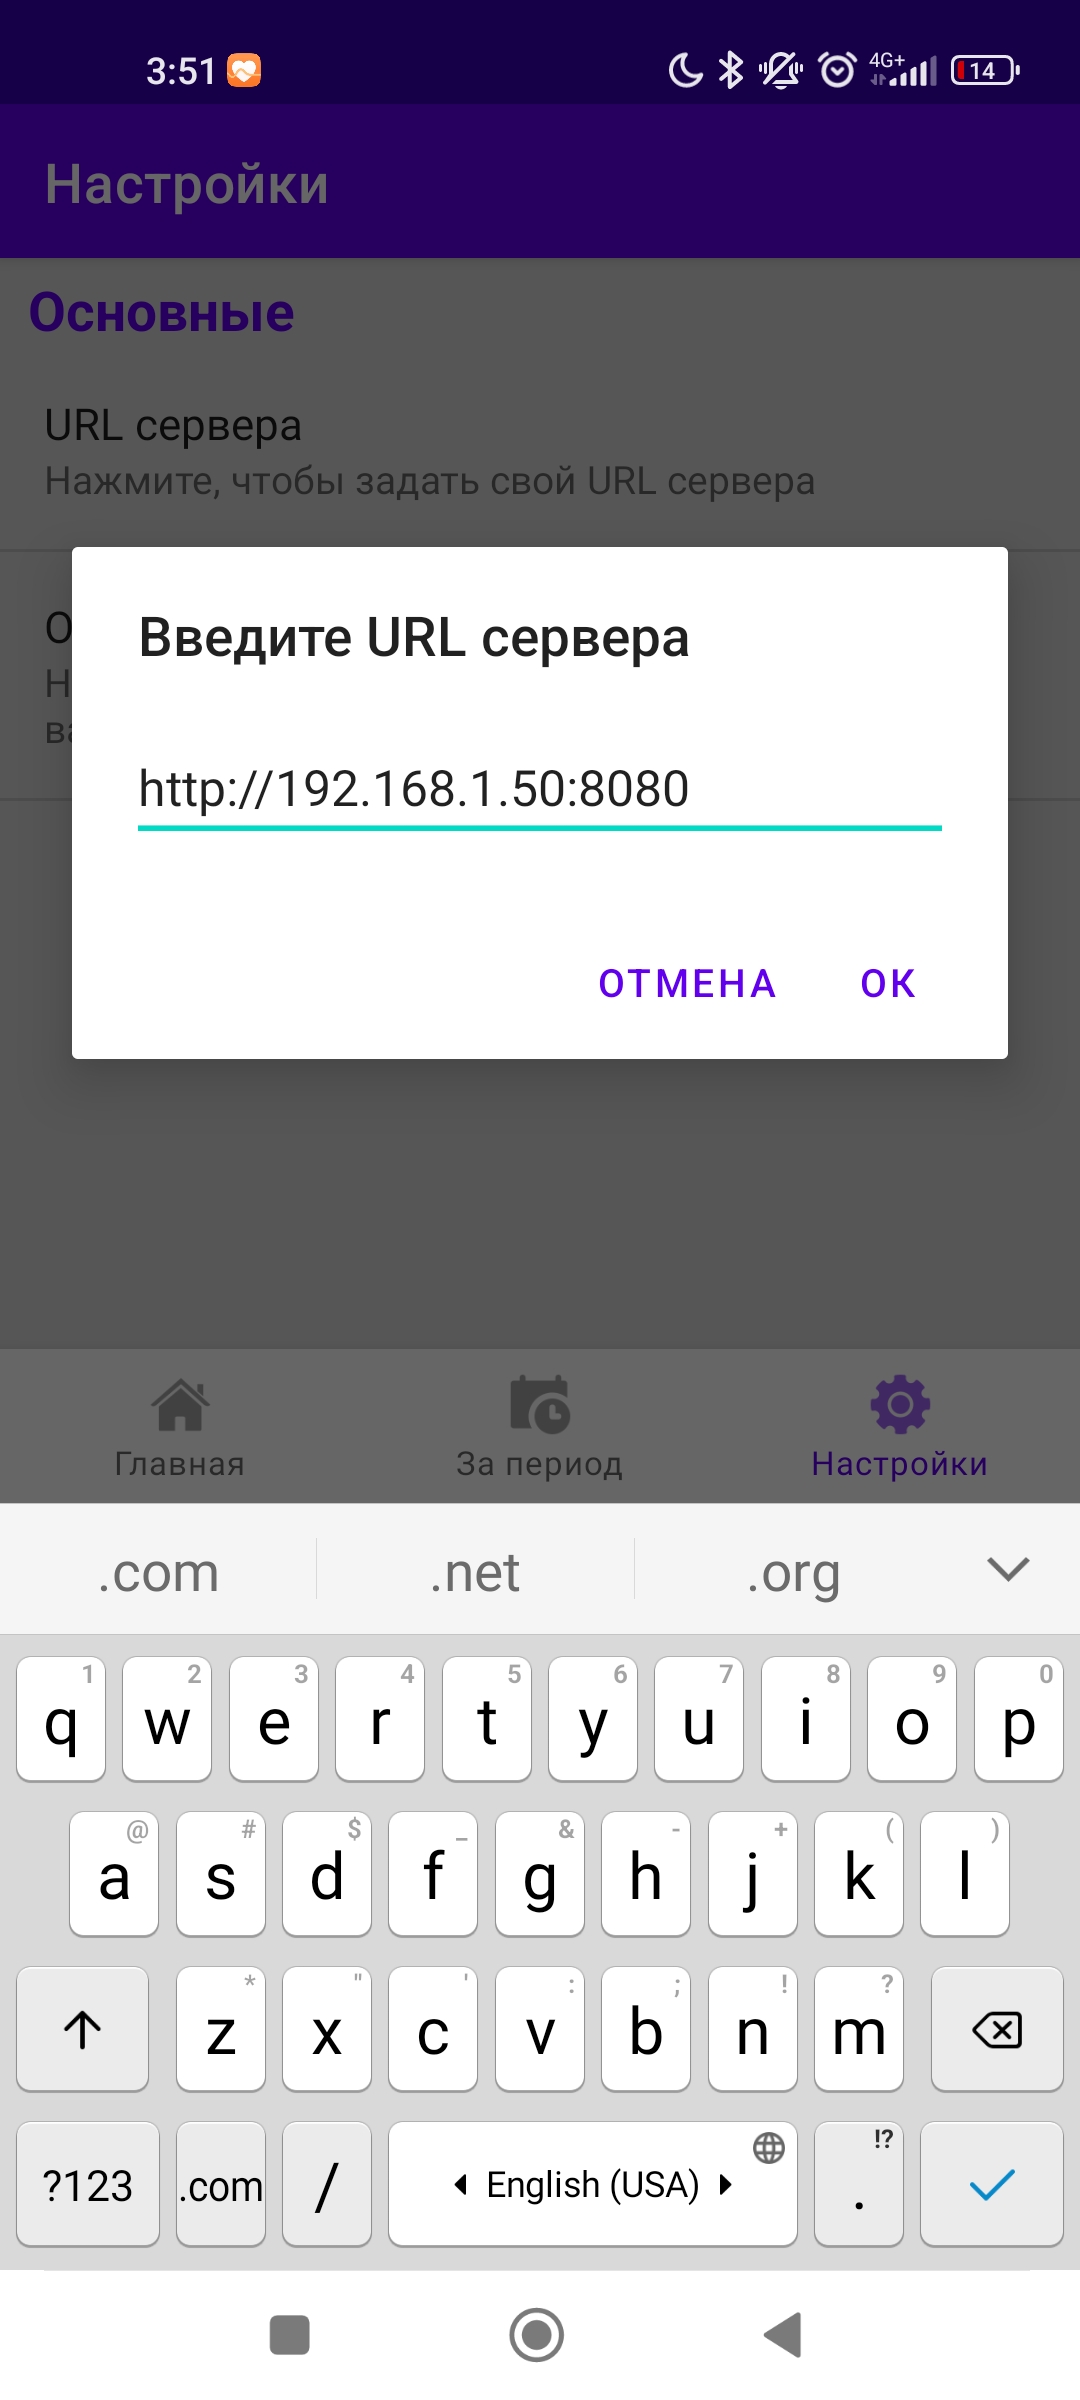 3:51
4G+
14
Настройки
Основные
URL сервера
Нажмите, чтобы задать свой URL сервера
Введите URL сервера
http://192.168.1.50:8080
ОТМЕНА ОК
Главная За период Настройки
.com .net .org
1 2 3 4 5 6 7 8 9 0
q w e r t y u i o p
@ # $ _ & - + ( )
a s d f g h j k l
* " ' : ; ! ?
z x c v b n m
!?
?123 .com / English (USA) .